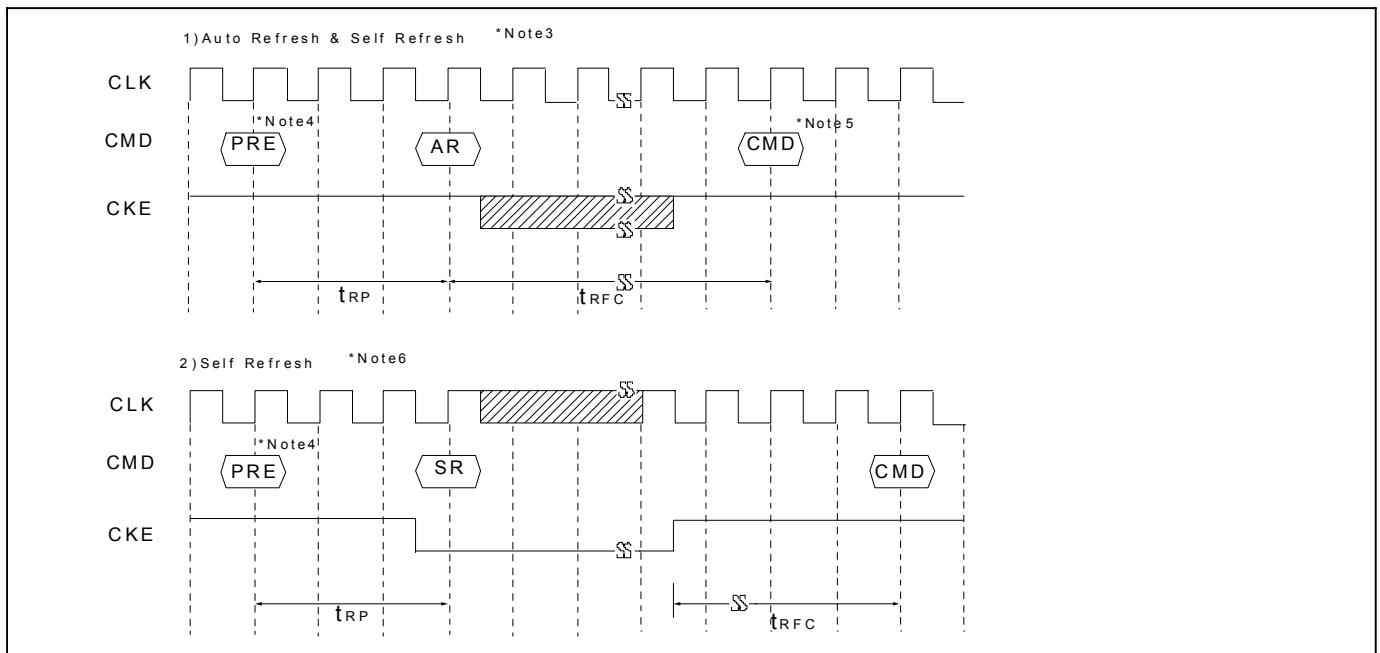 1)Auto Refresh & Self Refresh *Note3
CLK
*Note4
*Note5
CMD PRE AR CMD
CKE
tRP tRFC
2)Self Refresh *Note6
CLK
*Note4
CMD PRE SR CMD
CKE
tRP tRFC